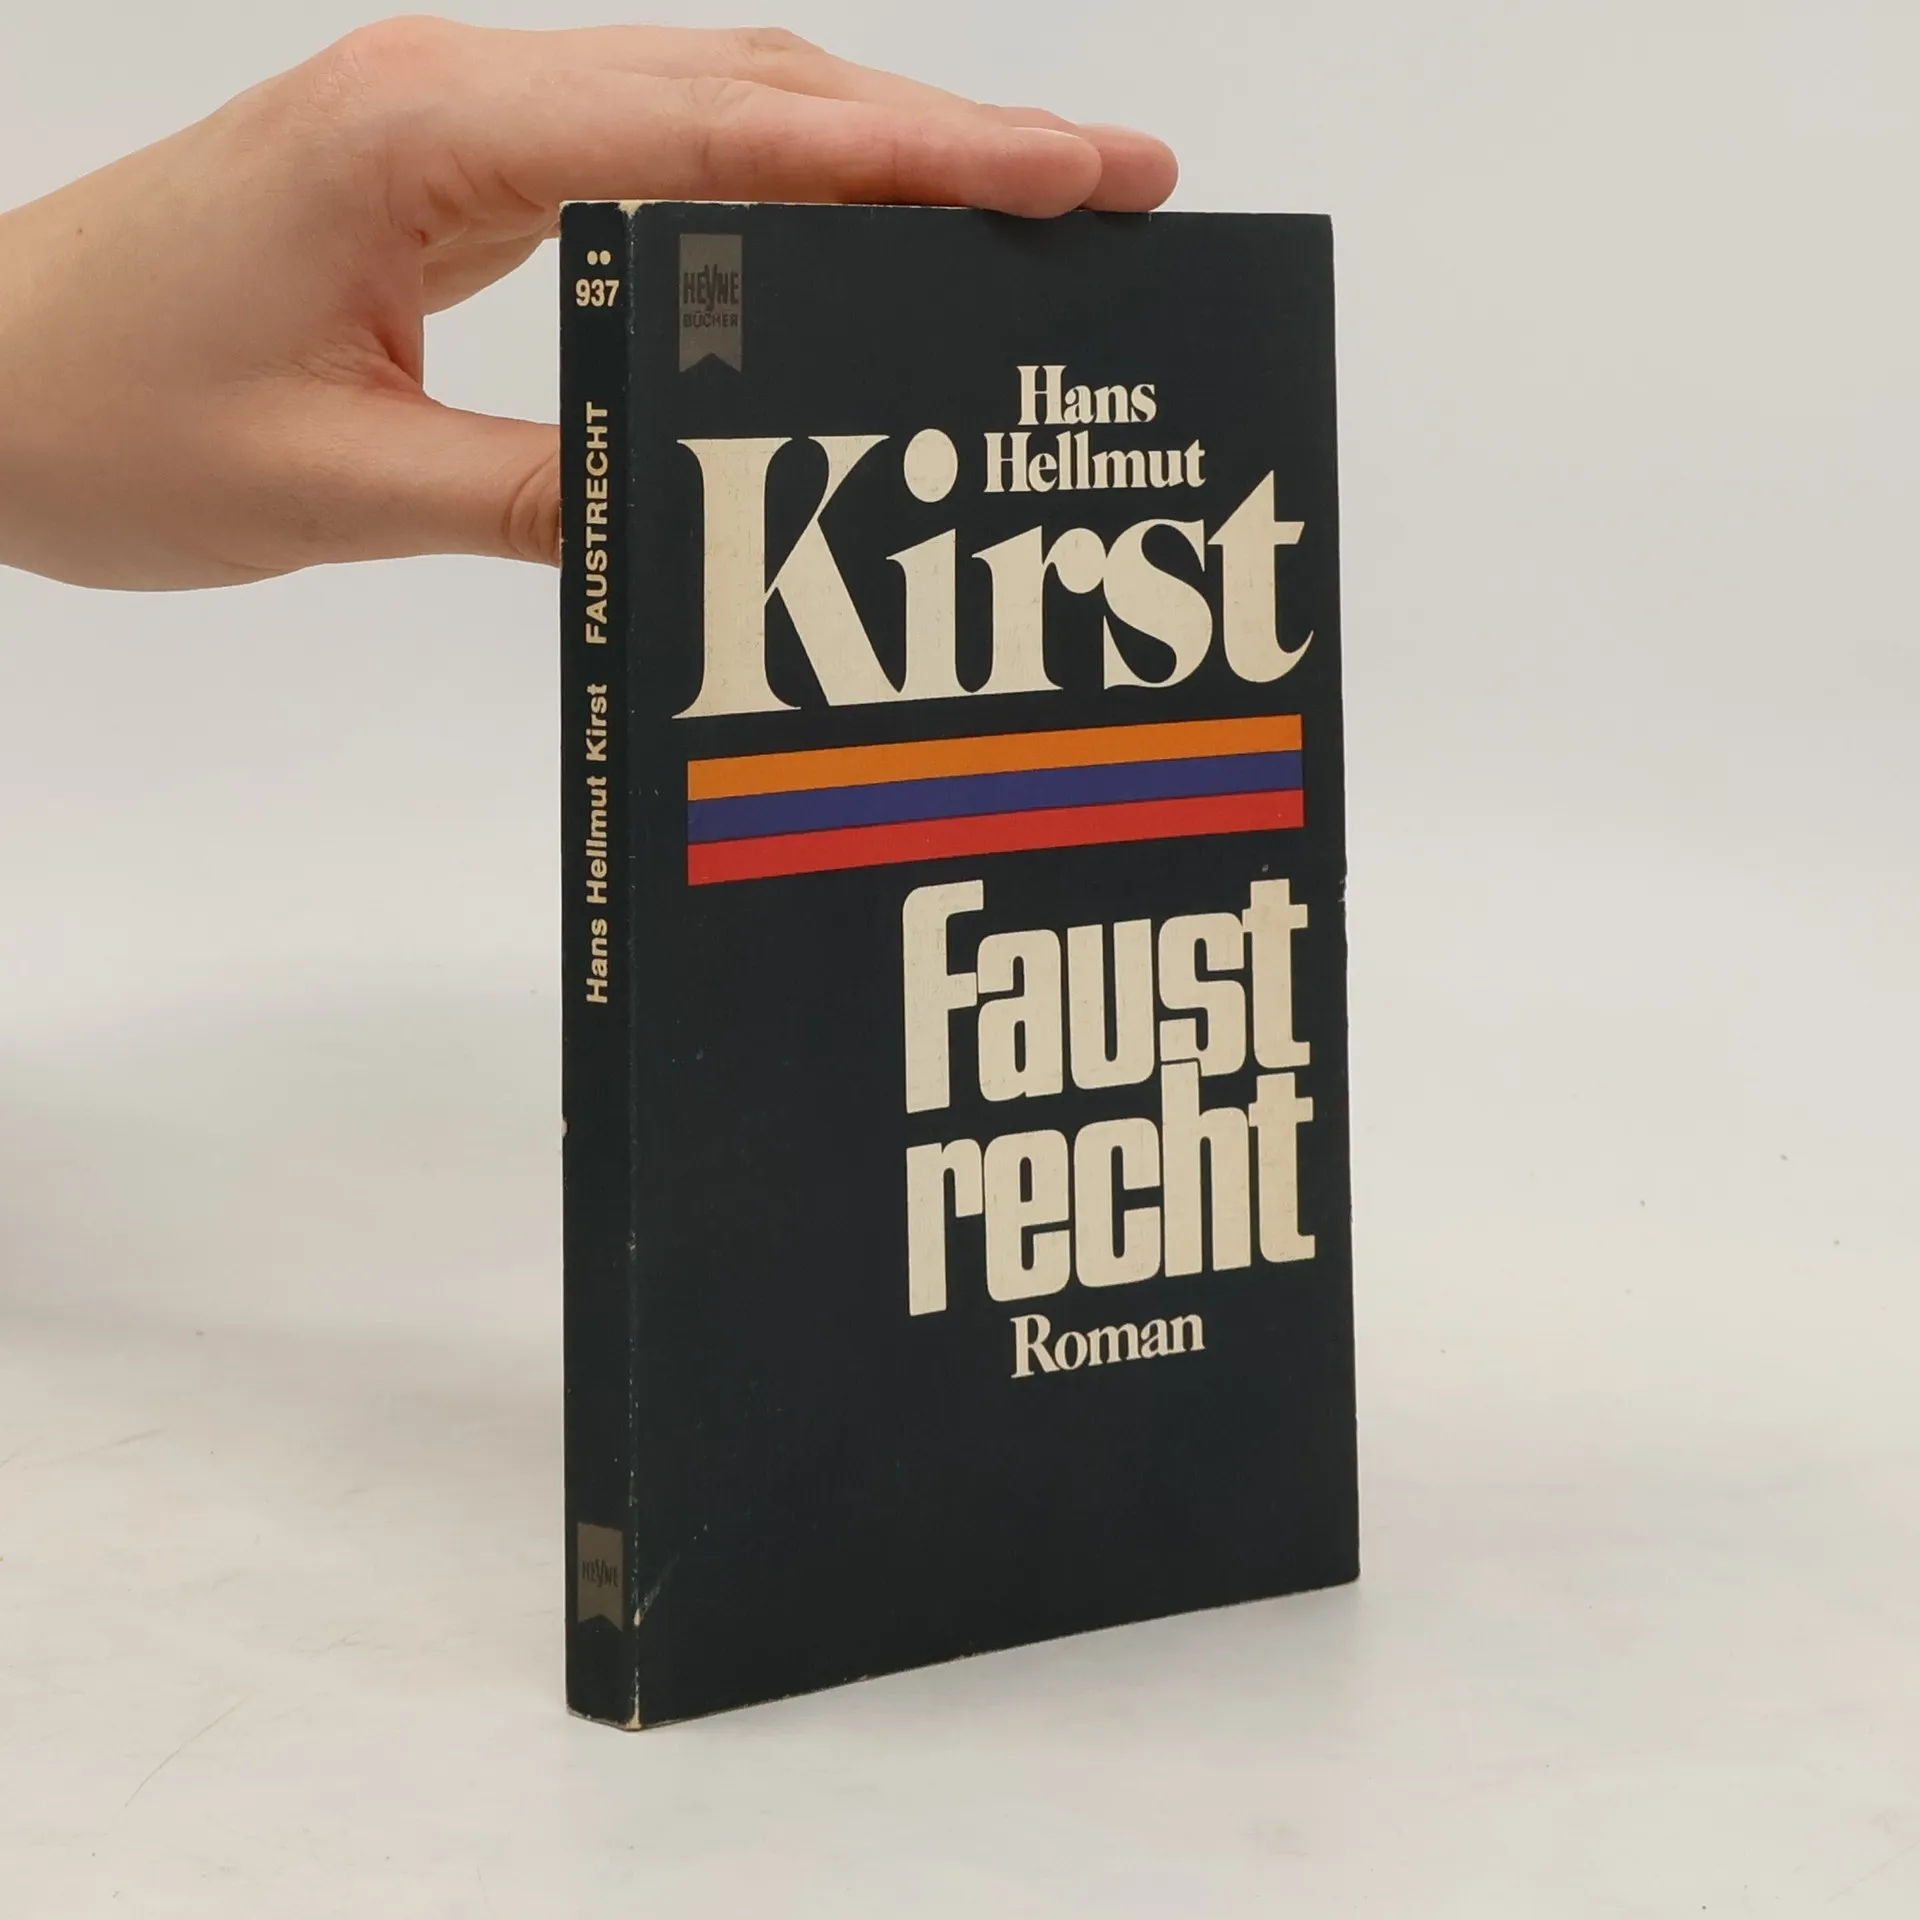 937
Hans Hellmut Kirst FAUSTRECHT
HEYNE
HEYNE
BÜCHER
Hans
Hellmut
Kirst
Faust
recht
Roman